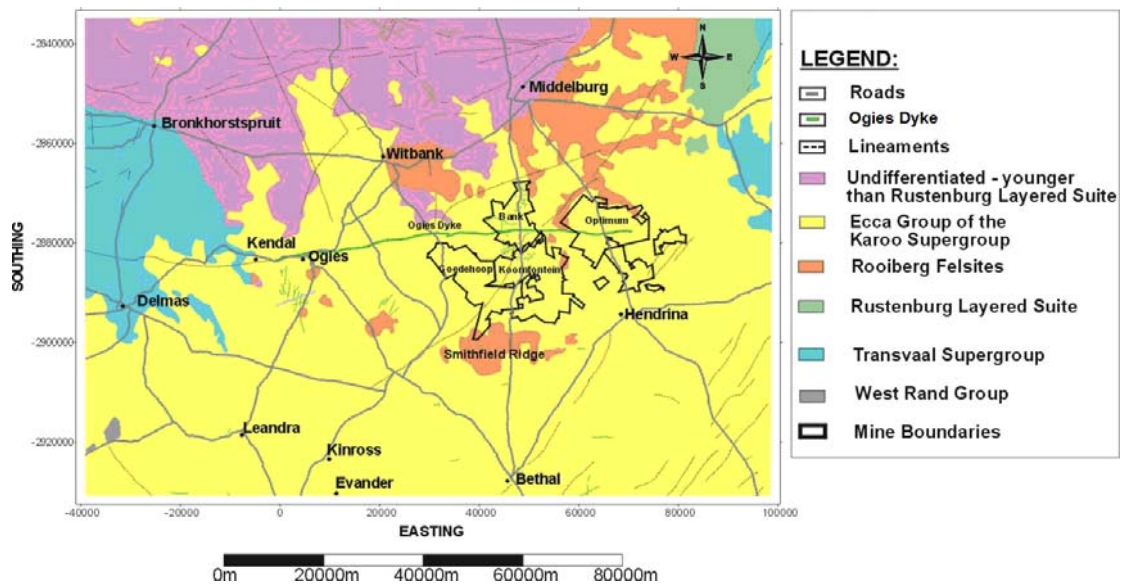 -2840000
-2860000
-2880000
-2900000
-2920000
SOUTHING
N
W E
S
Middelburg
Bronkhorstspruit
Witbank
Bank
Optimum
Ogies Dyke
Kendal
Ogies
Goedehoop
Koornfontein
Delmas
Hendrina
Smithfield Ridge
Leandra
Kinross
Evander
Bethal
-40000 -20000 0 20000 40000 60000 80000 100000
EASTING
0m 20000m 40000m 60000m 80000m
LEGEND:
Roads
Ogies Dyke
Lineaments
Undifferentiated - younger
than Rustenburg Layered Suite
Ecca Group of the
Karoo Supergroup
Rooiberg Felsites
Rustenburg Layered Suite
Transvaal Supergroup
West Rand Group
Mine Boundaries